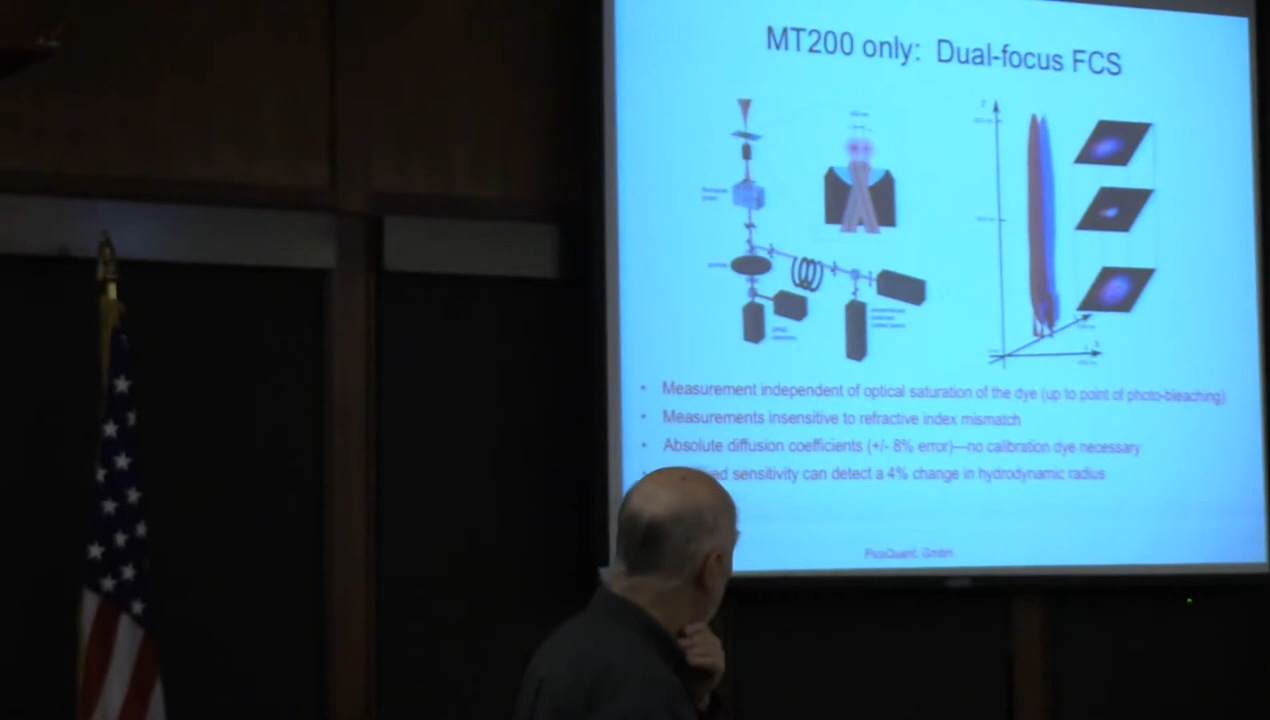 MT200 only: Dual-focus FCS
• Measurement independent of optical saturation of the dye (up to point of photo-bleaching)
• Measurements insensitive to refractive index mismatch
• Absolute diffusion coefficients (+/- 8% error)—no calibration dye necessary
sensitivity can detect a 4% change in hydrodynamic radius
PicoQuant, GmbH